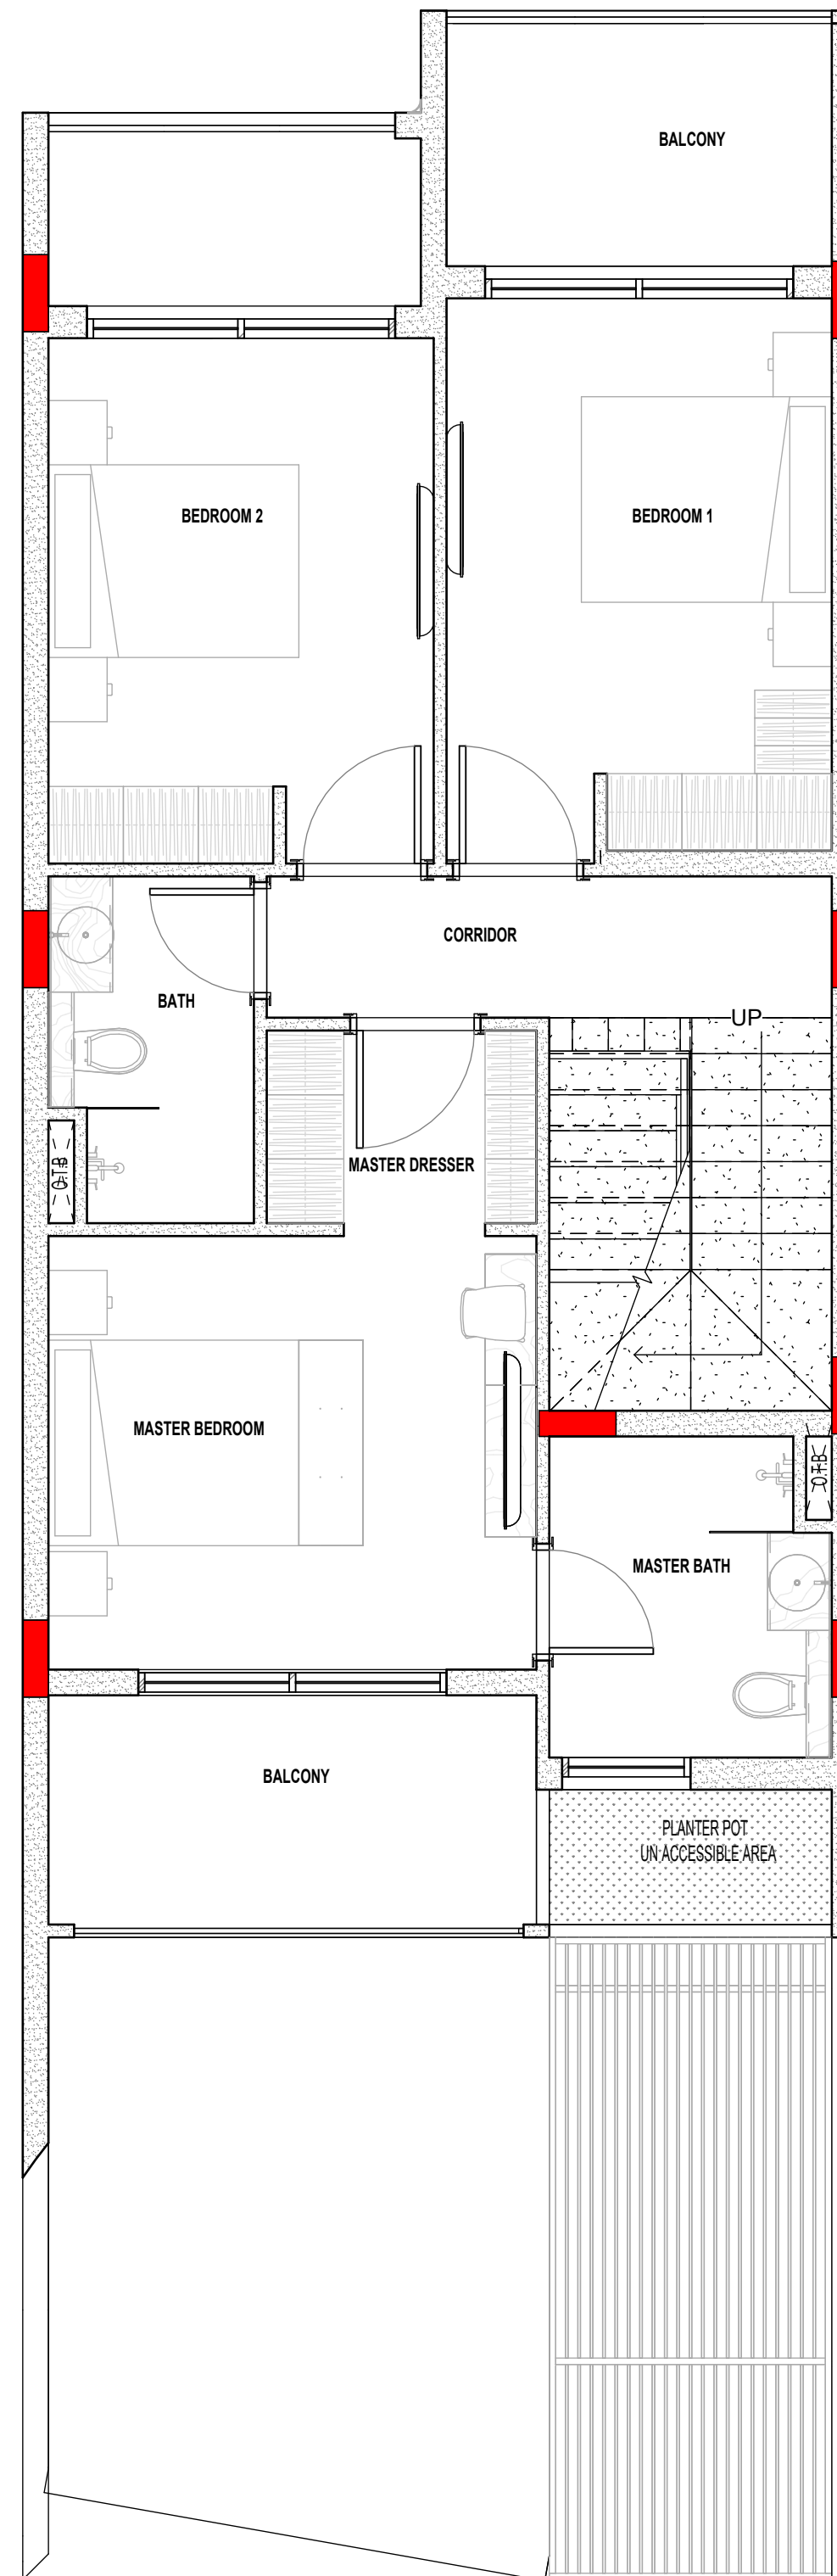 BALCONY
BEDROOM 2
BEDROOM 1
CORRIDOR
BATH
UP
O.T.B
MASTER DRESSER
MASTER BEDROOM
O.T.B
MASTER BATH
BALCONY
PLANTER POT
UN ACCESSIBLE AREA